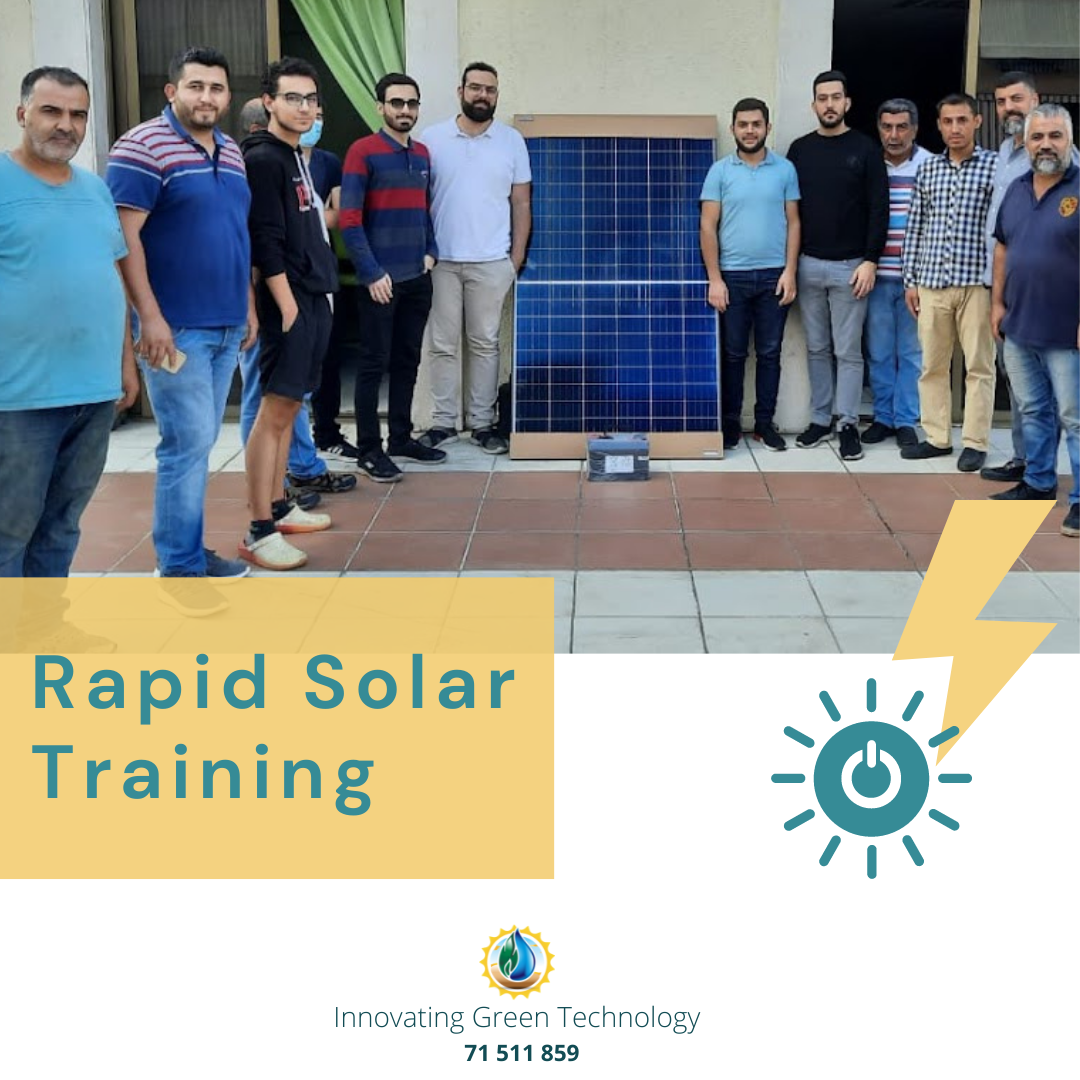 Rapid Solar
Training
Innovating Green Technology
71 511 859